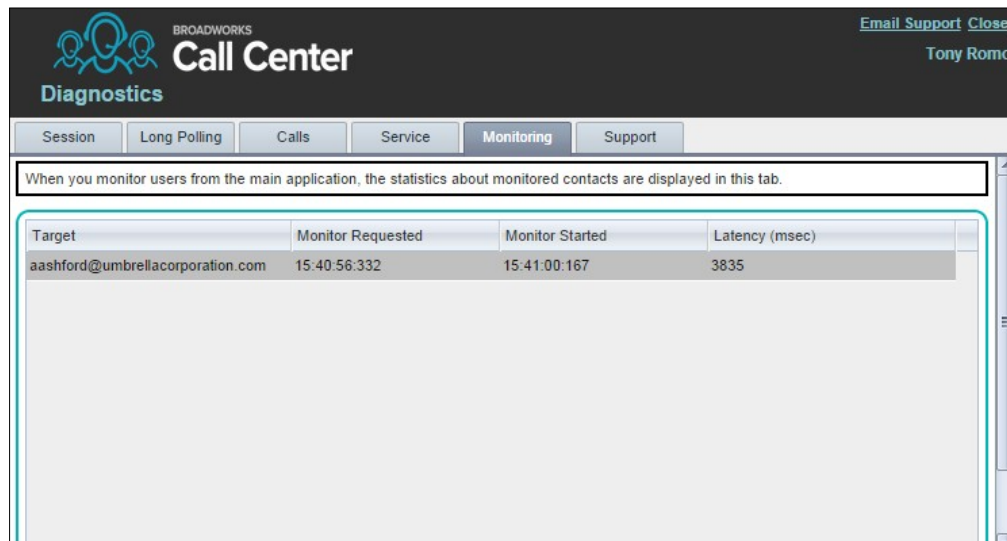 BROADWORKS
Call Center
Diagnostics
Email Support Close
Tony Romo
Session Long Polling Calls Service Monitoring Support
When you monitor users from the main application, the statistics about monitored contacts are displayed in this tab.
Target Monitor Requested Monitor Started Latency (msec)
aashford@umbrellacorporation.com 15:40:56:332 15:41:00:167 3835